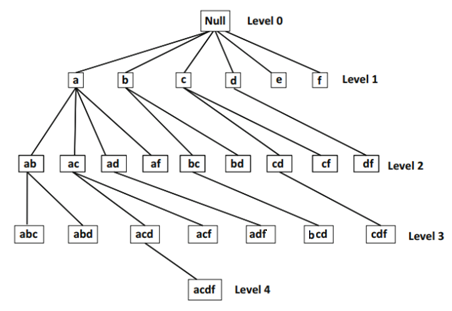 Null Level 0
a b c d e f Level 1
ab ac ad af bc bd cd cf df Level 2
abc abd acd acf adf bcd cdf Level 3
acdf Level 4